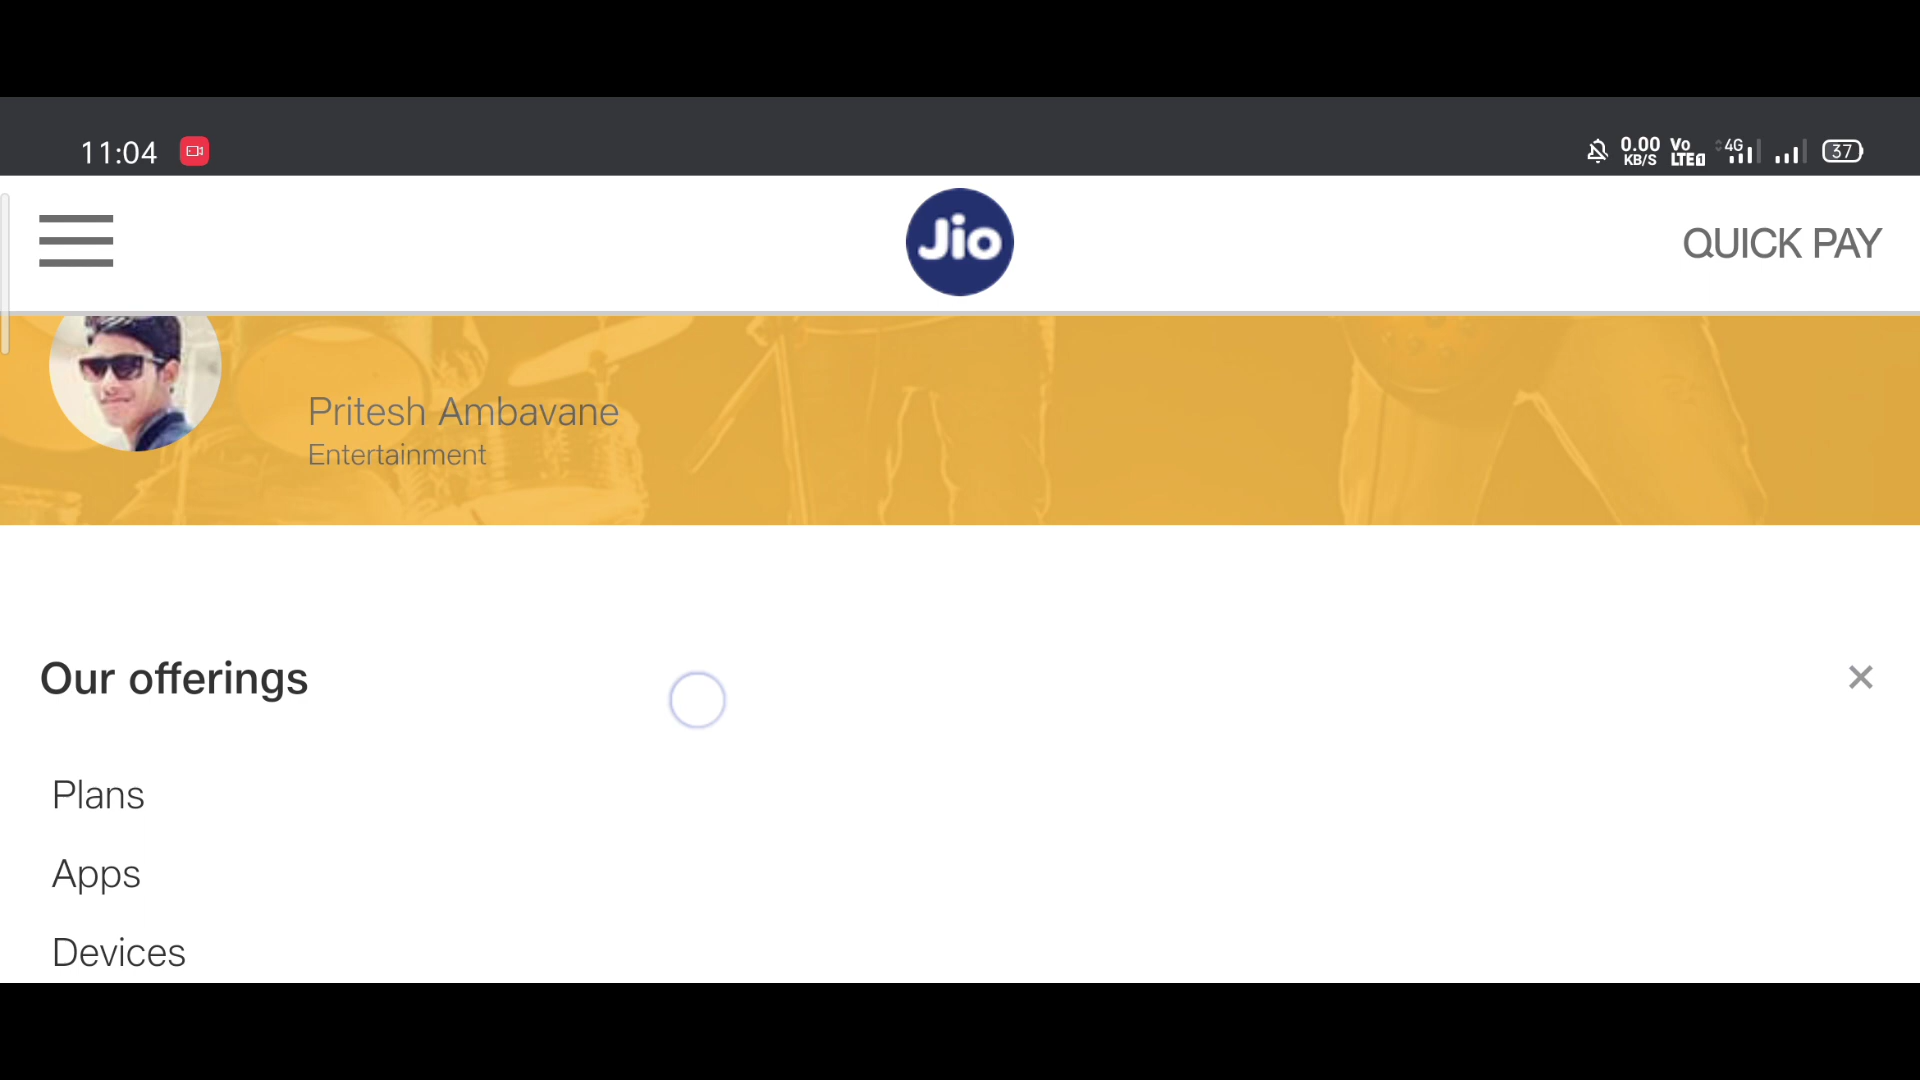 11:04
0.00 KB/S Vo LTE1 4G 37
Jio
QUICK PAY
Pritesh Ambavane
Entertainment
Our offerings
Plans
Apps
Devices